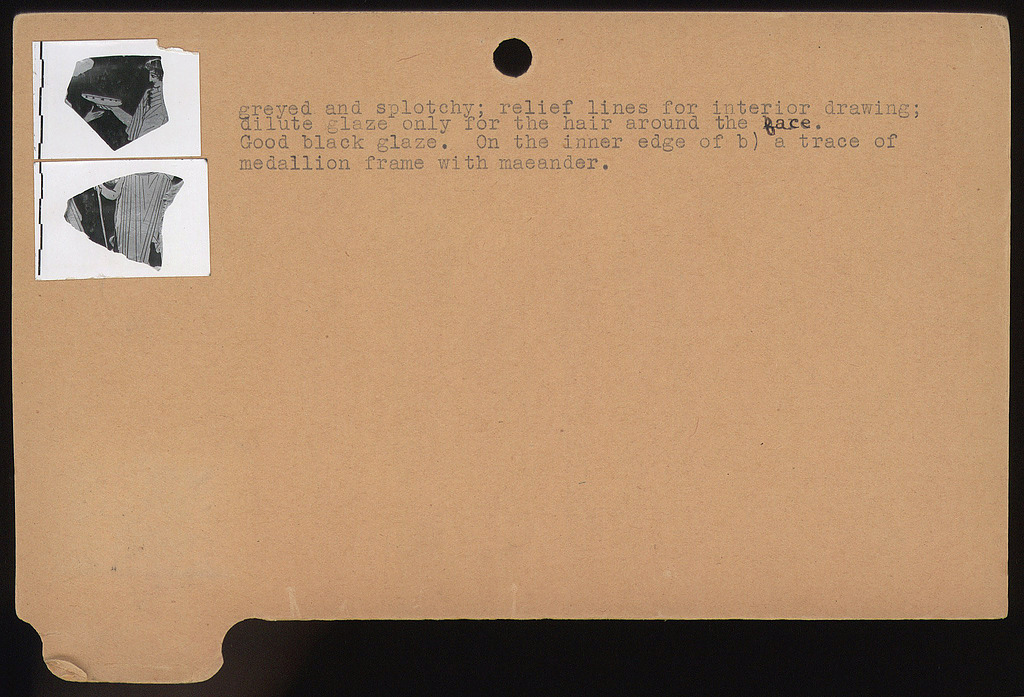 greyed and splotchy; relief lines for interior drawing;
dilute glaze only for the hair around the face.
Good black glaze. On the inner edge of b) a trace of
medallion frame with maeander.